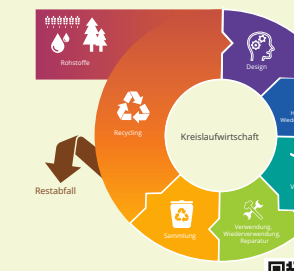 Rohstoffe
Design
Recycling
Kreislaufwirtschaft
Restabfall
Sammlung
Verwendung,
Wiederverwendung,
Reparatur